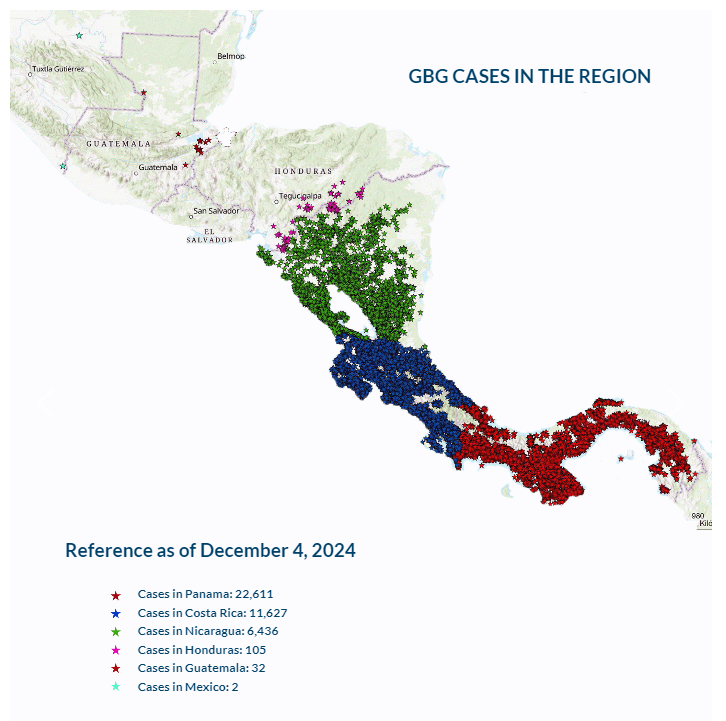 Belmop
Tuxtla Gutiérrez
GBG CASES IN THE REGION
GUATEMALA
Guatemala
HONDURAS
Tegucigalpa
San Salvador
EL
SALVADOR
980
Kiló
Reference as of December 4, 2024
Cases in Panama: 22,611
Cases in Costa Rica: 11,627
Cases in Nicaragua: 6,436
Cases in Honduras: 105
Cases in Guatemala: 32
Cases in Mexico: 2